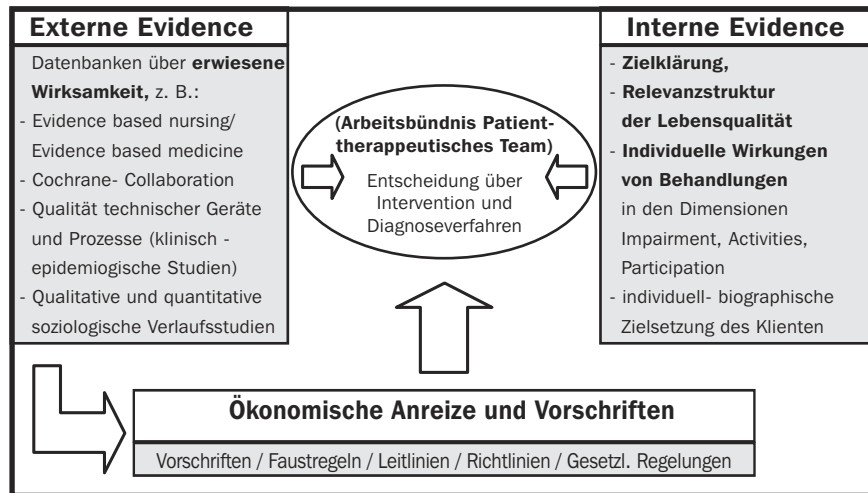 Externe Evidence
Datenbanken über erwiesene
Wirksamkeit, z. B.:
- Evidence based nursing/
Evidence based medicine
- Cochrane- Collaboration
- Qualität technischer Geräte
und Prozesse (klinisch -
epidemiogische Studien)
- Qualitative und quantitative
soziologische Verlaufsstudien
(Arbeitsbündnis Patient-
therappeutisches Team)
Entscheidung über
Intervention und
Diagnoseverfahren
Interne Evidence
- Zielklärung,
- Relevanzstruktur
der Lebensqualität
- Individuelle Wirkungen
von Behandlungen
in den Dimensionen
Impairment, Activities,
Participation
- individuell- biographische
Zielsetzung des Klienten
Ökonomische Anreize und Vorschriften
Vorschriften / Faustregeln / Leitlinien / Richtlinien / Gesetzl. Regelungen